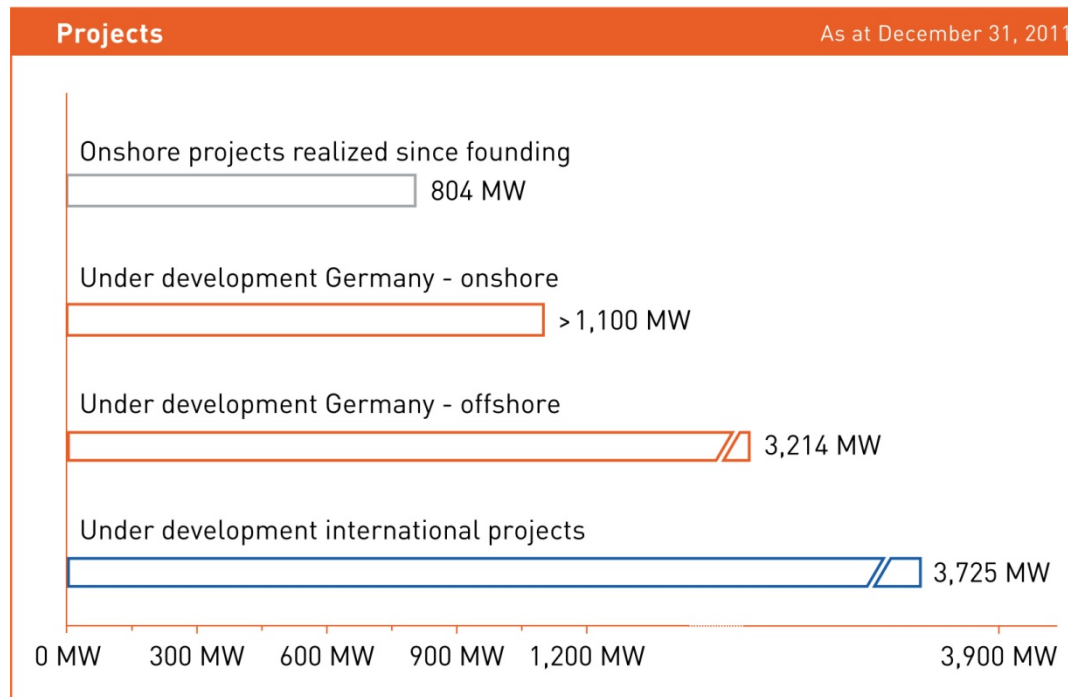 Projects
As at December 31, 2011
Onshore projects realized since founding
804 MW
Under development Germany - onshore
>1,100 MW
Under development Germany - offshore
3,214 MW
Under development international projects
3,725 MW
0 MW 300 MW 600 MW 900 MW 1,200 MW 3,900 MW